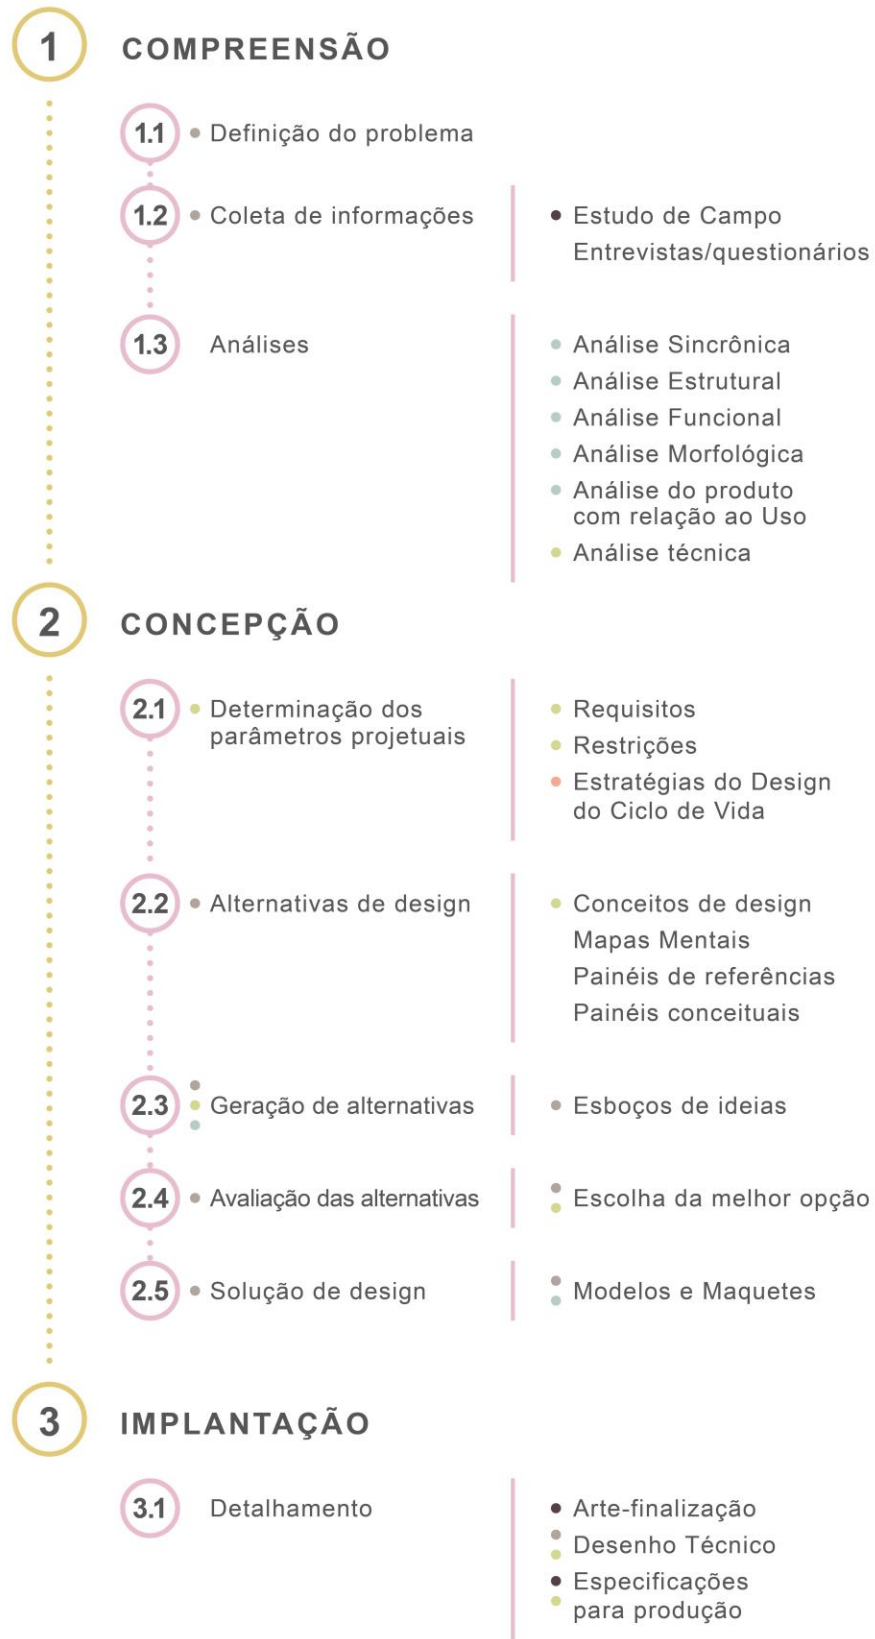 1 COMPREENSÃO
1.1 Definição do problema
1.2 Coleta de informações
Estudo de Campo
Entrevistas/questionários
1.3 Análises
Análise Sincrônica
Análise Estrutural
Análise Funcional
Análise Morfológica
Análise do produto
com relação ao Uso
Análise técnica
2 CONCEPÇÃO
2.1 Determinação dos
parâmetros projetuais
Requisitos
Restrições
Estratégias do Design
do Ciclo de Vida
2.2 Alternativas de design
Conceitos de design
Mapas Mentais
Painéis de referências
Painéis conceituais
2.3 Geração de alternativas
Esboços de ideias
2.4 Avaliação das alternativas
Escolha da melhor opção
2.5 Solução de design
Modelos e Maquetes
3 IMPLANTAÇÃO
3.1 Detalhamento
Arte-finalização
Desenho Técnico
Especificações
para produção